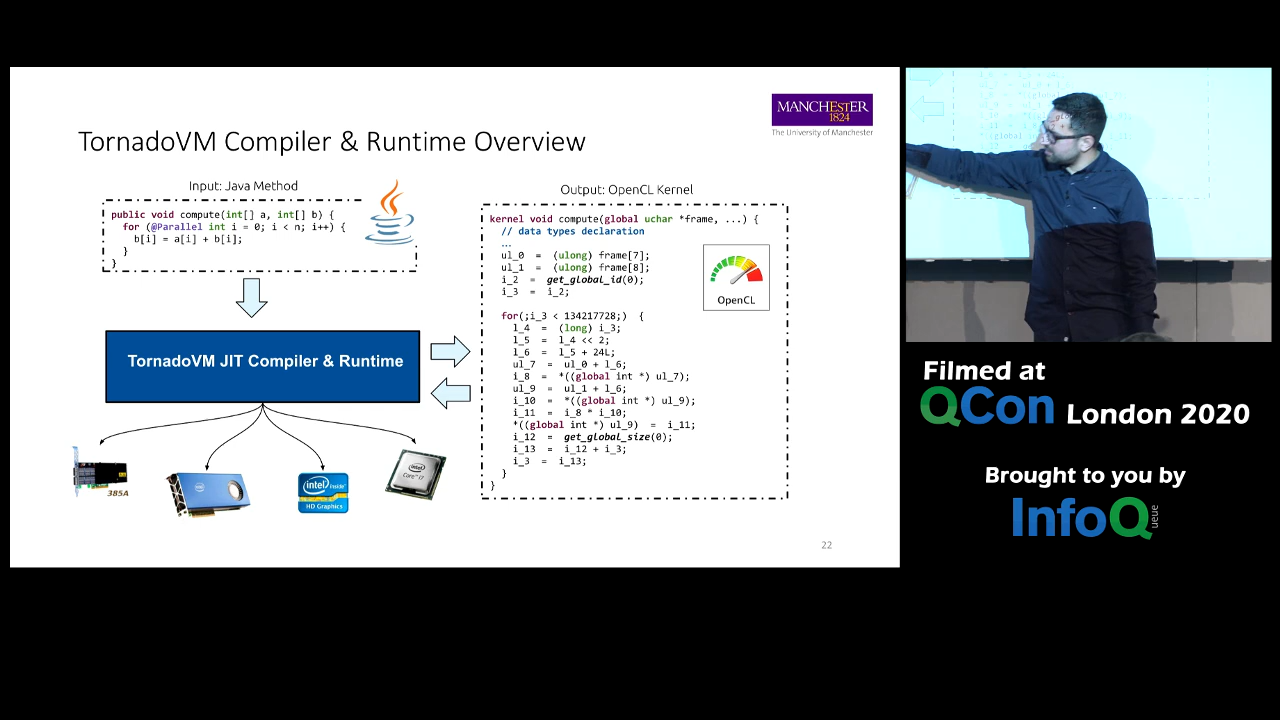 MANCHESTER
1824
The University of Manchester
TornadoVM Compiler & Runtime Overview
Input: Java Method
public void compute(int[] a, int[] b) {
for (@Parallel int i = 0; i < n; i++) {
b[i] = a[i] + b[i];
}
}
TornadoVM JIT Compiler & Runtime
385A
intel
intel inside
HD Graphics
intel
Core i7
Output: OpenCL Kernel
kernel void compute(global uchar *frame, ...) {
// data types declaration
…
ul_0 = (ulong) frame[7];
ul_1 = (ulong) frame[8];
i_2 = get_global_id(0);
i_3 = i_2;
for(;i_3 < 134217728;) {
l_4 = (long) i_3;
l_5 = l_4 << 2;
l_6 = l_5 + 24L;
ul_7 = ul_0 + l_6;
i_8 = *((global int *) ul_7);
ul_9 = ul_1 + l_6;
i_10 = *((global int *) ul_9);
i_11 = i_8 * i_10;
*((global int *) ul_9) = i_11;
i_12 = get_global_size(0);
i_13 = i_12 + i_3;
i_3 = i_13;
}
}
OpenCL
22
Filmed at
QCon London 2020
Brought to you by
InfoQ
ueue